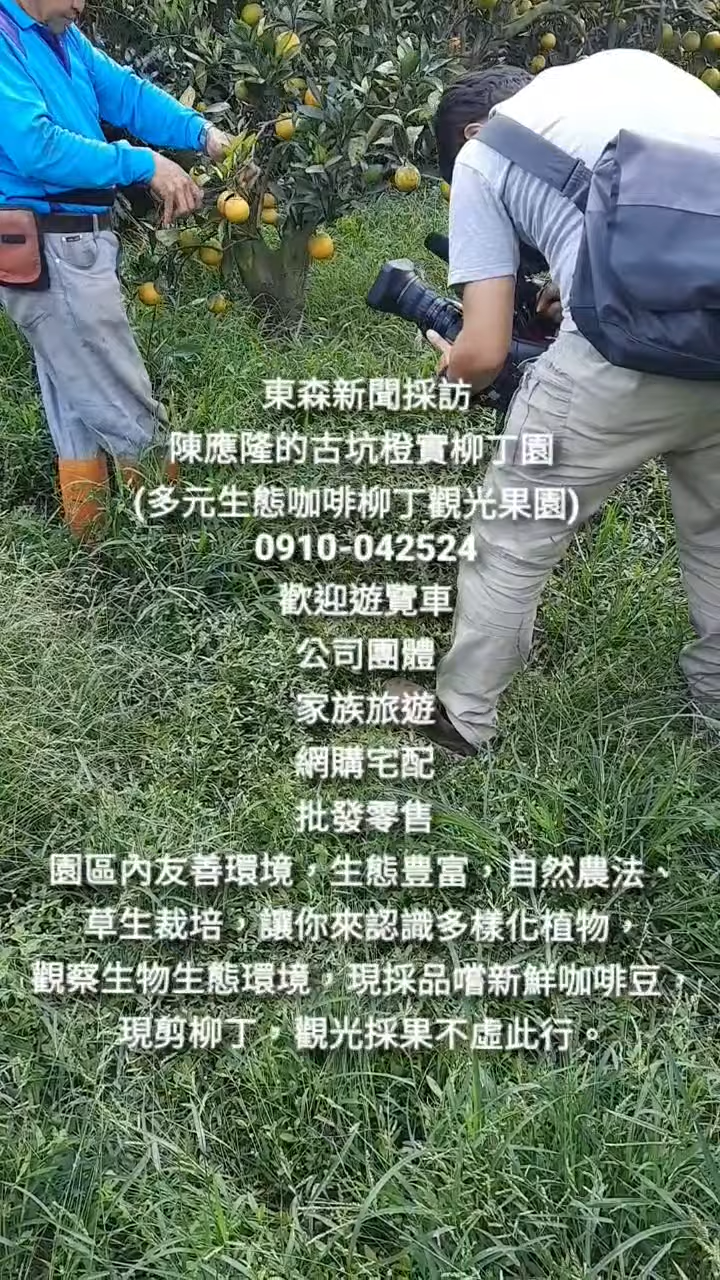 東森新聞採訪
陳應隆的古坑橙實柳丁園
(多元生態咖啡柳丁觀光果園)
0910-042524
歡迎遊覽車
公司團體
家族旅遊
網購宅配
批發零售
園區內友善環境，生態豐富，自然農法、
草生栽培，讓你來認識多樣化植物，
觀察生物生態環境，現採品嚐新鮮咖啡豆，
現剪柳丁，觀光採果不虛此行。